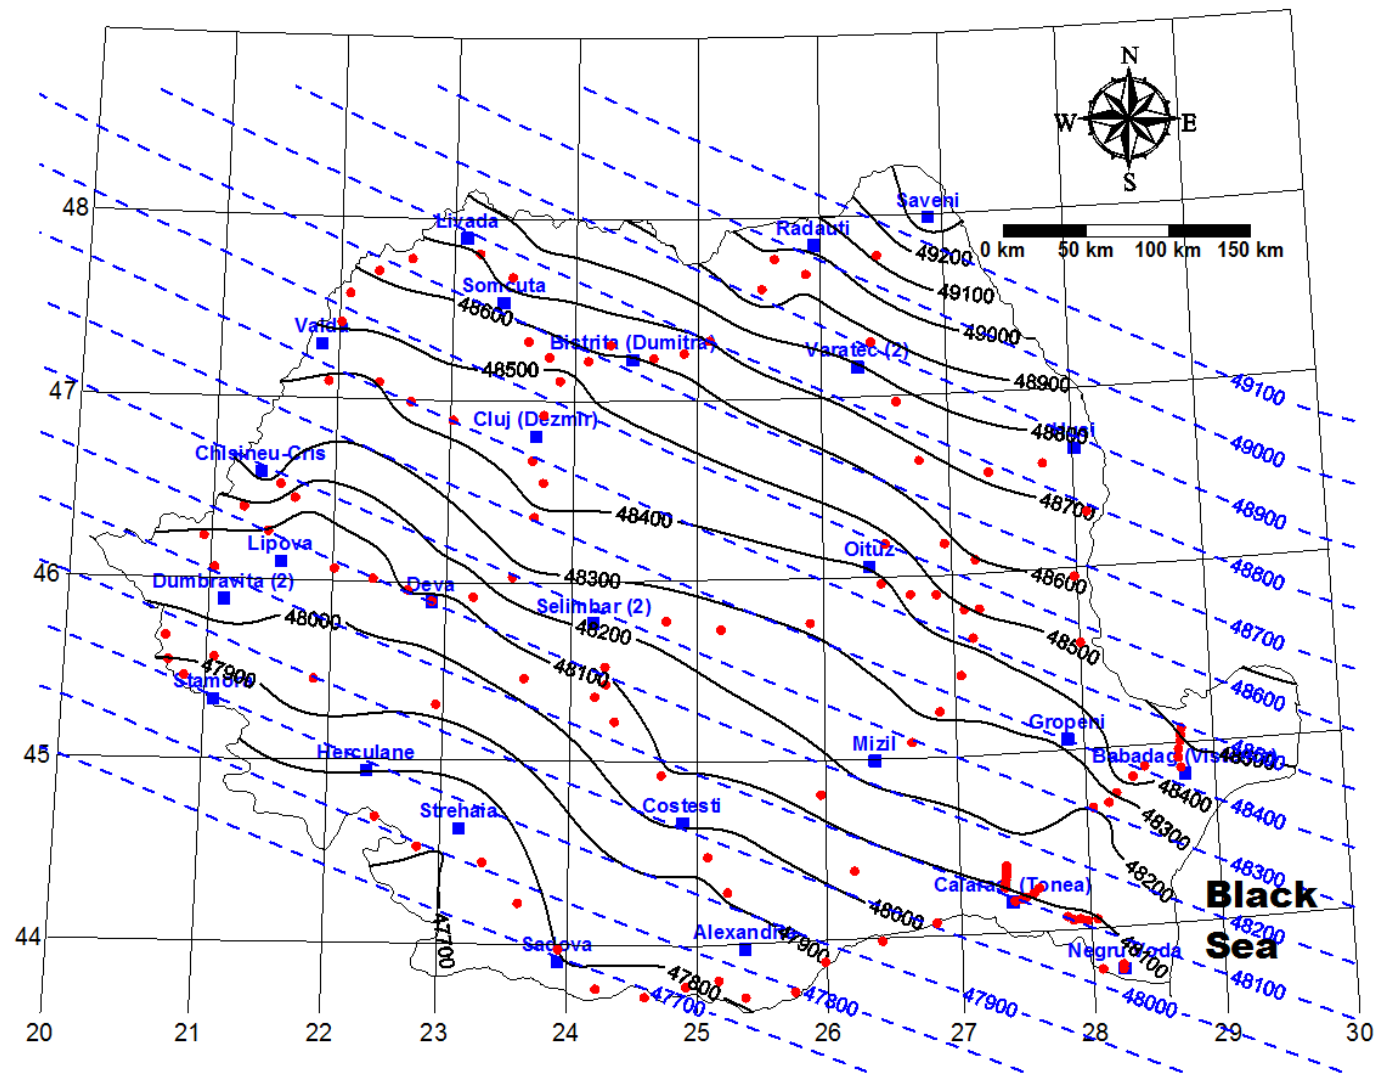 N
W E
S
48
Saveni
Livada
Radauti
0 km 50 km 100 km 150 km
49200
Somcuta
49100
48600
Valda
49000
Bistrita (Dumitra)
Varatec (2)
48500
48900
49100
47
Cluj (Dezmir)
48800
49000
Chisineu-Cris
48700
48900
48400
Lipova
Oituz
46
Dumbravita (2)
Deva
48300
48600
48800
Selimbar (2)
48000
48200
48700
48500
47900
48100
Stamora
48600
Gropeni
45
Herculane
Mizil
48500
48400
Strehaia
Costesti
48400
48300
48300
48200
Calarasi (Tonea)
Black
48000
48200
44
47700
Sadova
Alexandria
47900
Sea
Negru Voda
48100
47800
48100
47700
47800
47900
48000
20 21 22 23 24 25 26 27 28 29 30